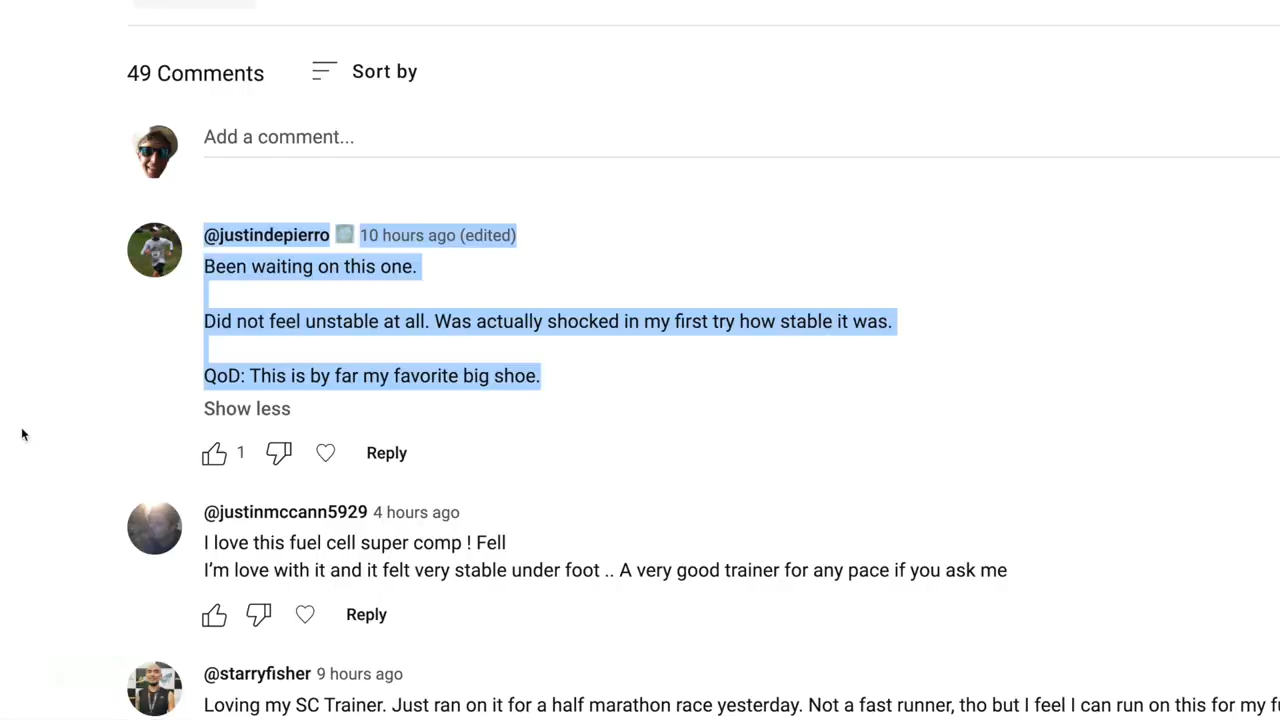 49 Comments
Sort by
Add a comment...
@justindepierro 10 hours ago (edited)
Been waiting on this one.
Did not feel unstable at all. Was actually shocked in my first try how stable it was.
QoD: This is by far my favorite big shoe.
Show less
1
Reply
@justinmccann5929 4 hours ago
I love this fuel cell super comp ! Fell
I’m love with it and it felt very stable under foot .. A very good trainer for any pace if you ask me
Reply
@starryfisher 9 hours ago
Loving my SC Trainer. Just ran on it for a half marathon race yesterday. Not a fast runner, tho but I feel I can run on this for my fu